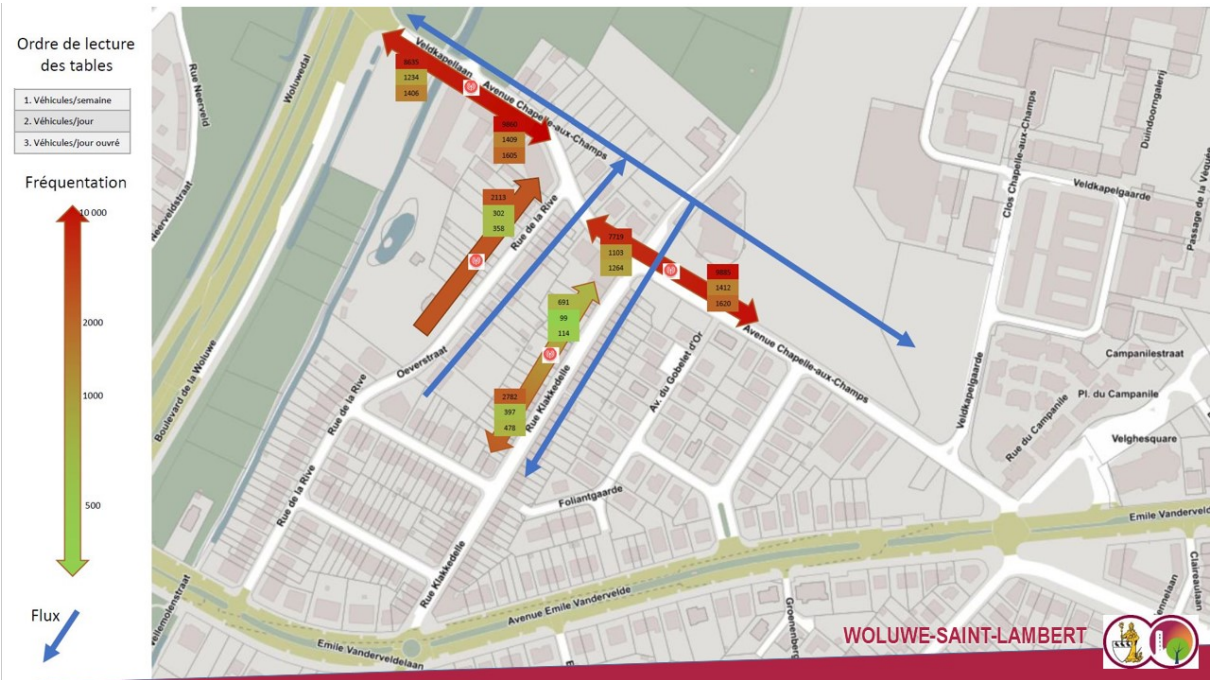 Ordre de lecture
des tables
1. Véhicules/semaine
2. Véhicules/jour
3. Véhicules/jour ouvré
Fréquentation
10 000
2000
1000
500
Flux
Rue Neerveld
Neerveldstraat
Woluwedal
Boulevard de la Woluwe
Veldkapellaan
Avenue Chapelle-aux-Champs
8635
1234
1406
9860
1409
1605
2113
302
358
Rue de la Rive
7719
1103
1264
9885
1412
1620
691
99
114
2782
397
478
Oeverstraat
Rue de la Rive
Rue de la Rive
Rue Klakkedelle
Rue Klakkedelle
Av. du Gobelet d'Or
Foliantgaarde
Avenue Chapelle-aux-Champs
Clos Chapelle-aux-Champs
Duindoorngalerij
Veldkapelgaarde
Veldkapelgaarde
Campanilestraat
Pl. du Campanile
Rue du Campanile
Velghesquare
Emile Vandervelde
Avenue Emile Vandervelde
Emile Vanderveldelaan
Groenenberg
WOLUWE-SAINT-LAMBERT